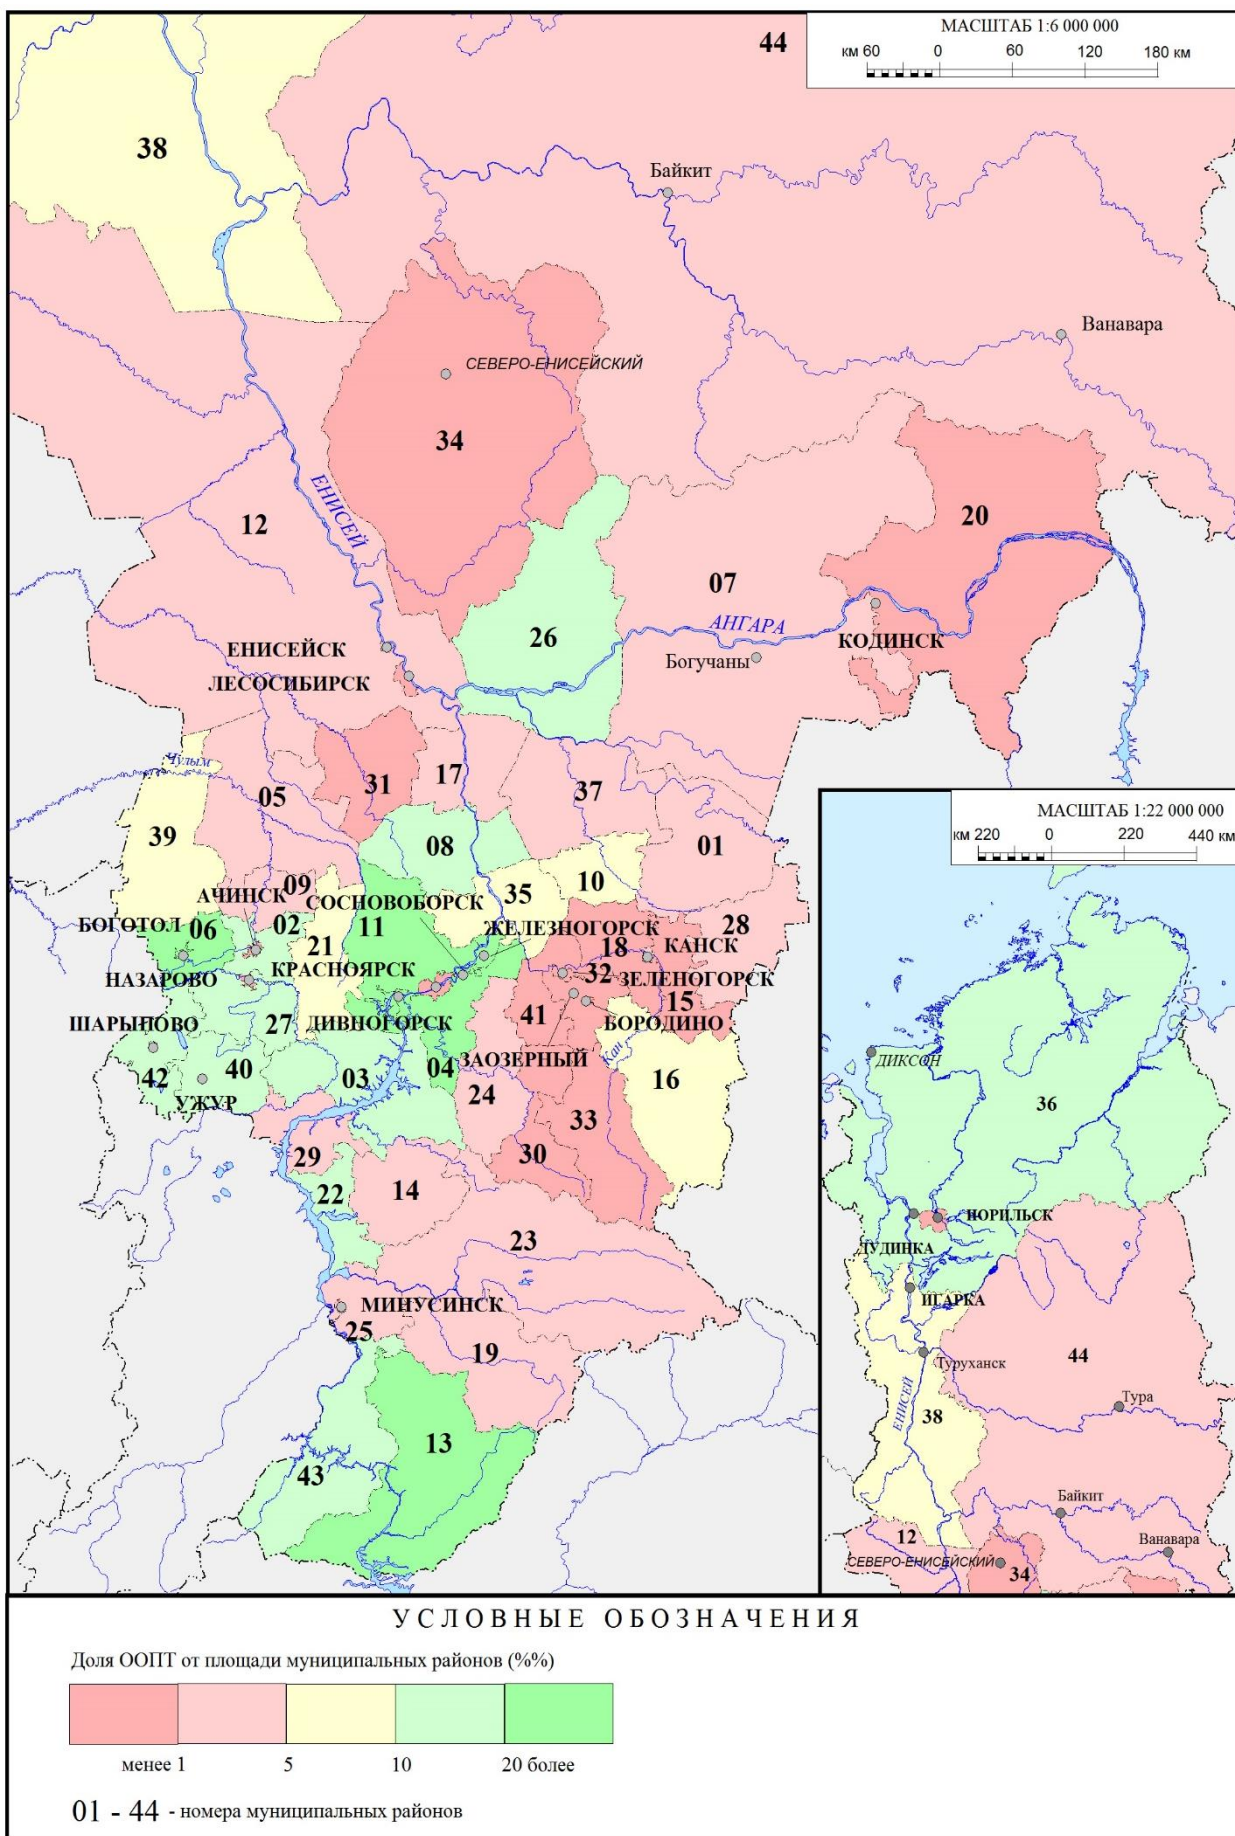 МАСШТАБ 1:6 000 000
км 60 0 60 120 180 км
44
38
Байкит
Ванавара
СЕВЕРО-ЕНИСЕЙСКИЙ
34
ЕНИСЕЙ
12
20
07
26
АНГАРА
ЕНИСЕЙСК
КОДИНСК
Богучаны
ЛЕСОСИБИРСК
Чулым
05
31
17
37
39
08
01
09
АЧИНСК
СОСНОВОБОРСК
35
10
БОГОТОЛ
06
02
21
11
ЖЕЛЕЗНОГОРСК
18
28
КАНСК
НАЗАРОВО
КРАСНОЯРСК
32
ЗЕЛЕНОГОРСК
15
ШАРЫПОВО
27
ДИВНОГОРСК
41
БОРОДИНО
42
40
03
04
ЗАОЗЕРНЫЙ
Кан
16
УЖУР
24
33
29
30
22
14
23
МИНУСИНСК
25
19
13
43
МАСШТАБ 1:22 000 000
км 220 0 220 440 км
ДИКСОН
36
НОРИЛЬСК
ДУДИНКА
ИГАРКА
Туруханск
44
ЕНИСЕЙ
38
Тура
Байкит
12
Ванавара
СЕВЕРО-ЕНИСЕЙСКИЙ
34
УСЛОВНЫЕ ОБОЗНАЧЕНИЯ
Доля ООПТ от площади муниципальных районов (%%)
менее 1 5 10 20 более
01 - 44 - номера муниципальных районов